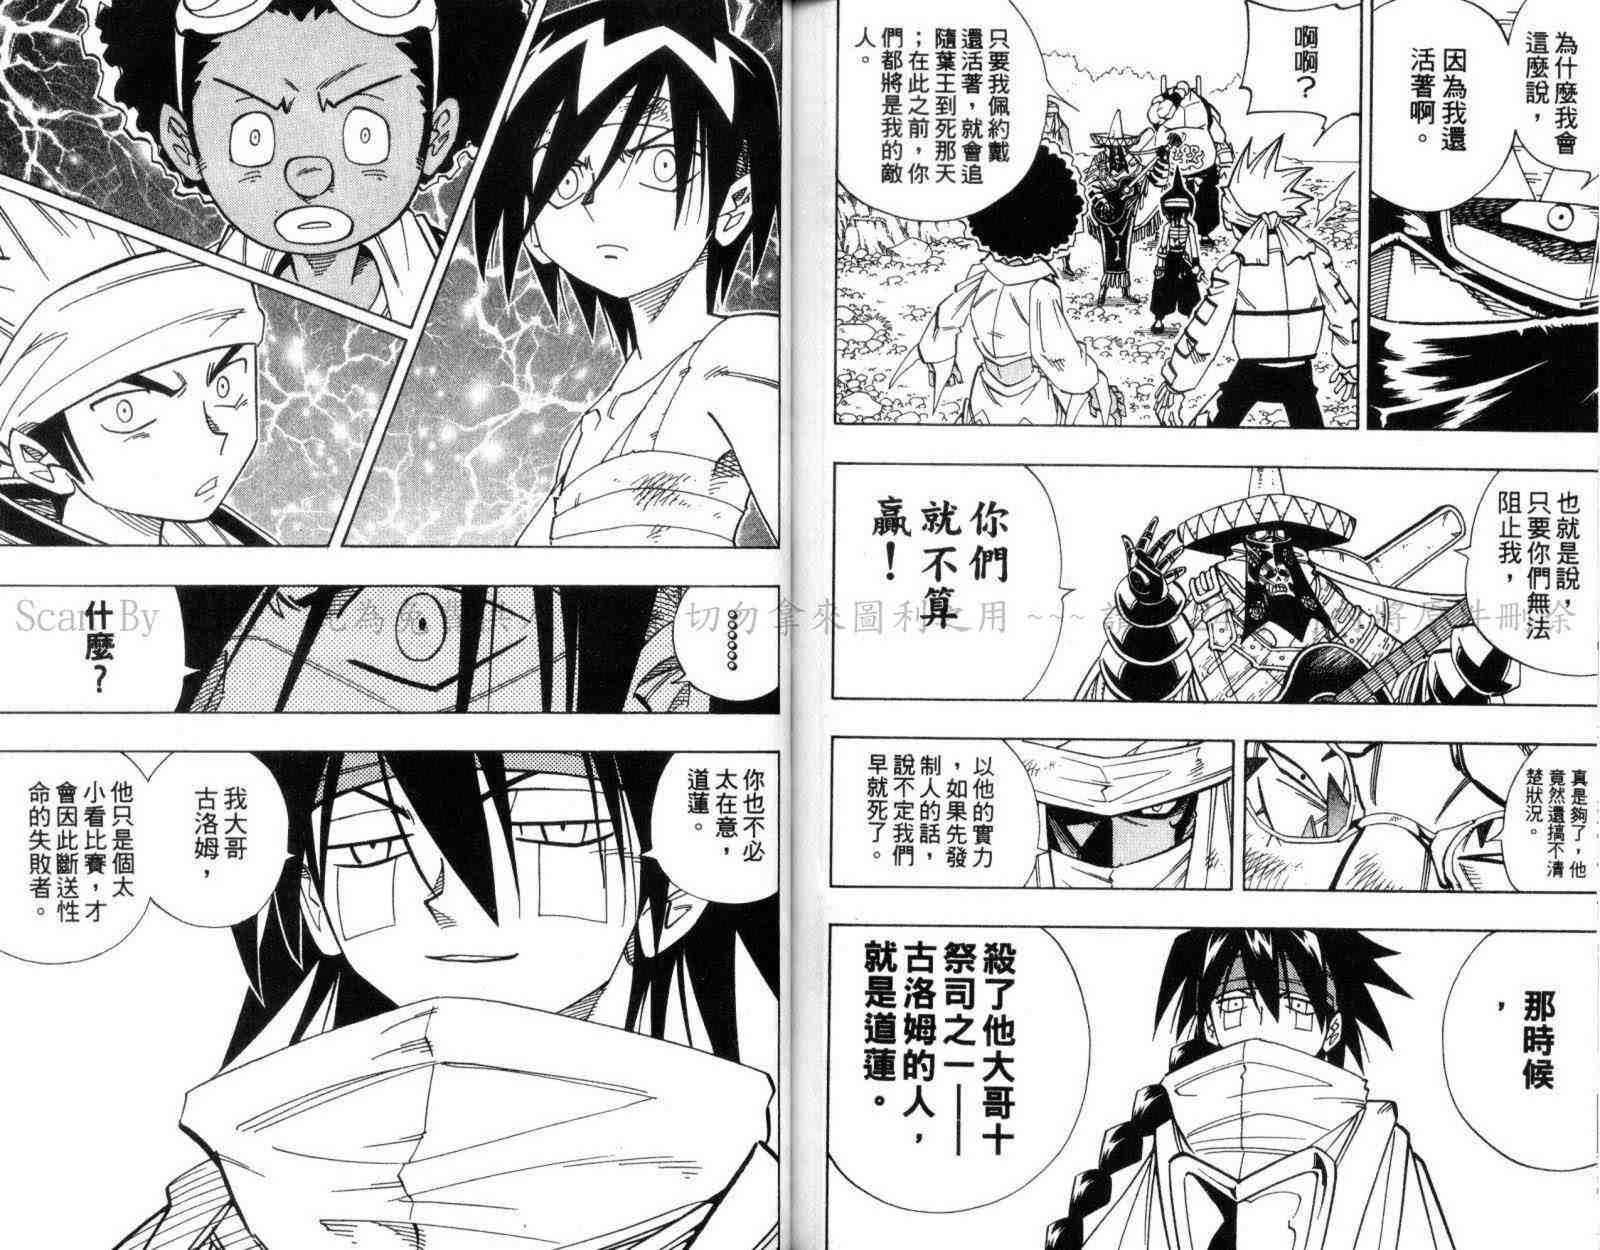 為什麼我會
這麼說，
因為我還
活著啊。
啊啊？
只要我佩約戴
還活著，就會追
隨葉王到死那天
；在此之前，你
們都將是我的敵
人。
也就是說，
只要你們無法
阻止我，
你們
就不算
贏！
真是夠了，他
竟然還搞不清
楚狀況。
以他的實力
，如果先發
制人的話，
說不定我們
早就死了。
那時候
，
殺了他大哥十
祭司之一——
古洛姆的人，
就是道蓮。
……
什麼？
你也不必
太在意，
道蓮。
我大哥
古洛姆，
他只是個太
小看比賽，才
會因此斷送性
命的失敗者。
Scan By
切勿拿來圖利之用 ~~~
將原件刪除